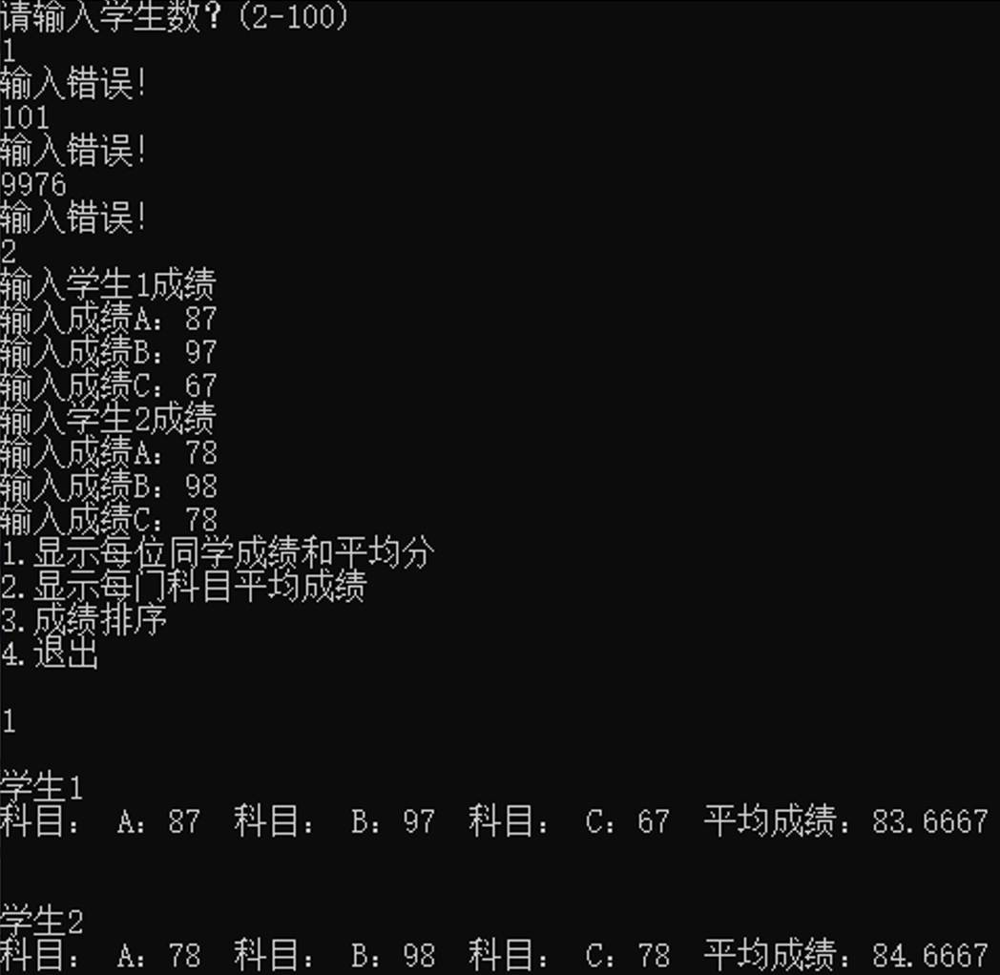 请输入学生数？(2-100)
1
输入错误!
101
输入错误!
9976
输入错误!
2
输入学生1成绩
输入成绩A: 87
输入成绩B: 97
输入成绩C: 67
输入学生2成绩
输入成绩A: 78
输入成绩B: 98
输入成绩C: 78
1.显示每位同学成绩和平均分
2.显示每门科目平均成绩
3.成绩排序
4.退出
1
学生1
科目: A: 87 科目: B: 97 科目: C: 67 平均成绩: 83.6667
学生2
科目: A: 78 科目: B: 98 科目: C: 78 平均成绩: 84.6667